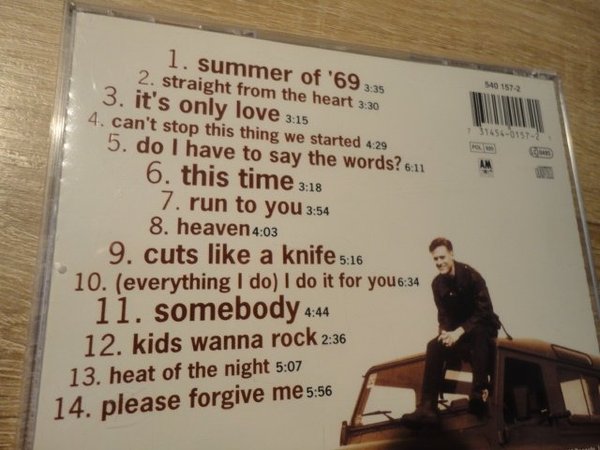 1. summer of '69 3:35
2. straight from the heart 3:30
3. it's only love 3:15
4. can't stop this thing we started 4:29
5. do I have to say the words? 6:11
6. this time 3:18
7. run to you 3:54
8. heaven 4:03
9. cuts like a knife 5:16
10. (everything I do) I do it for you 6:34
11. somebody 4:44
12. kids wanna rock 2:36
13. heat of the night 5:07
14. please forgive me 5:56
540 157-2
7 31454-0157-2